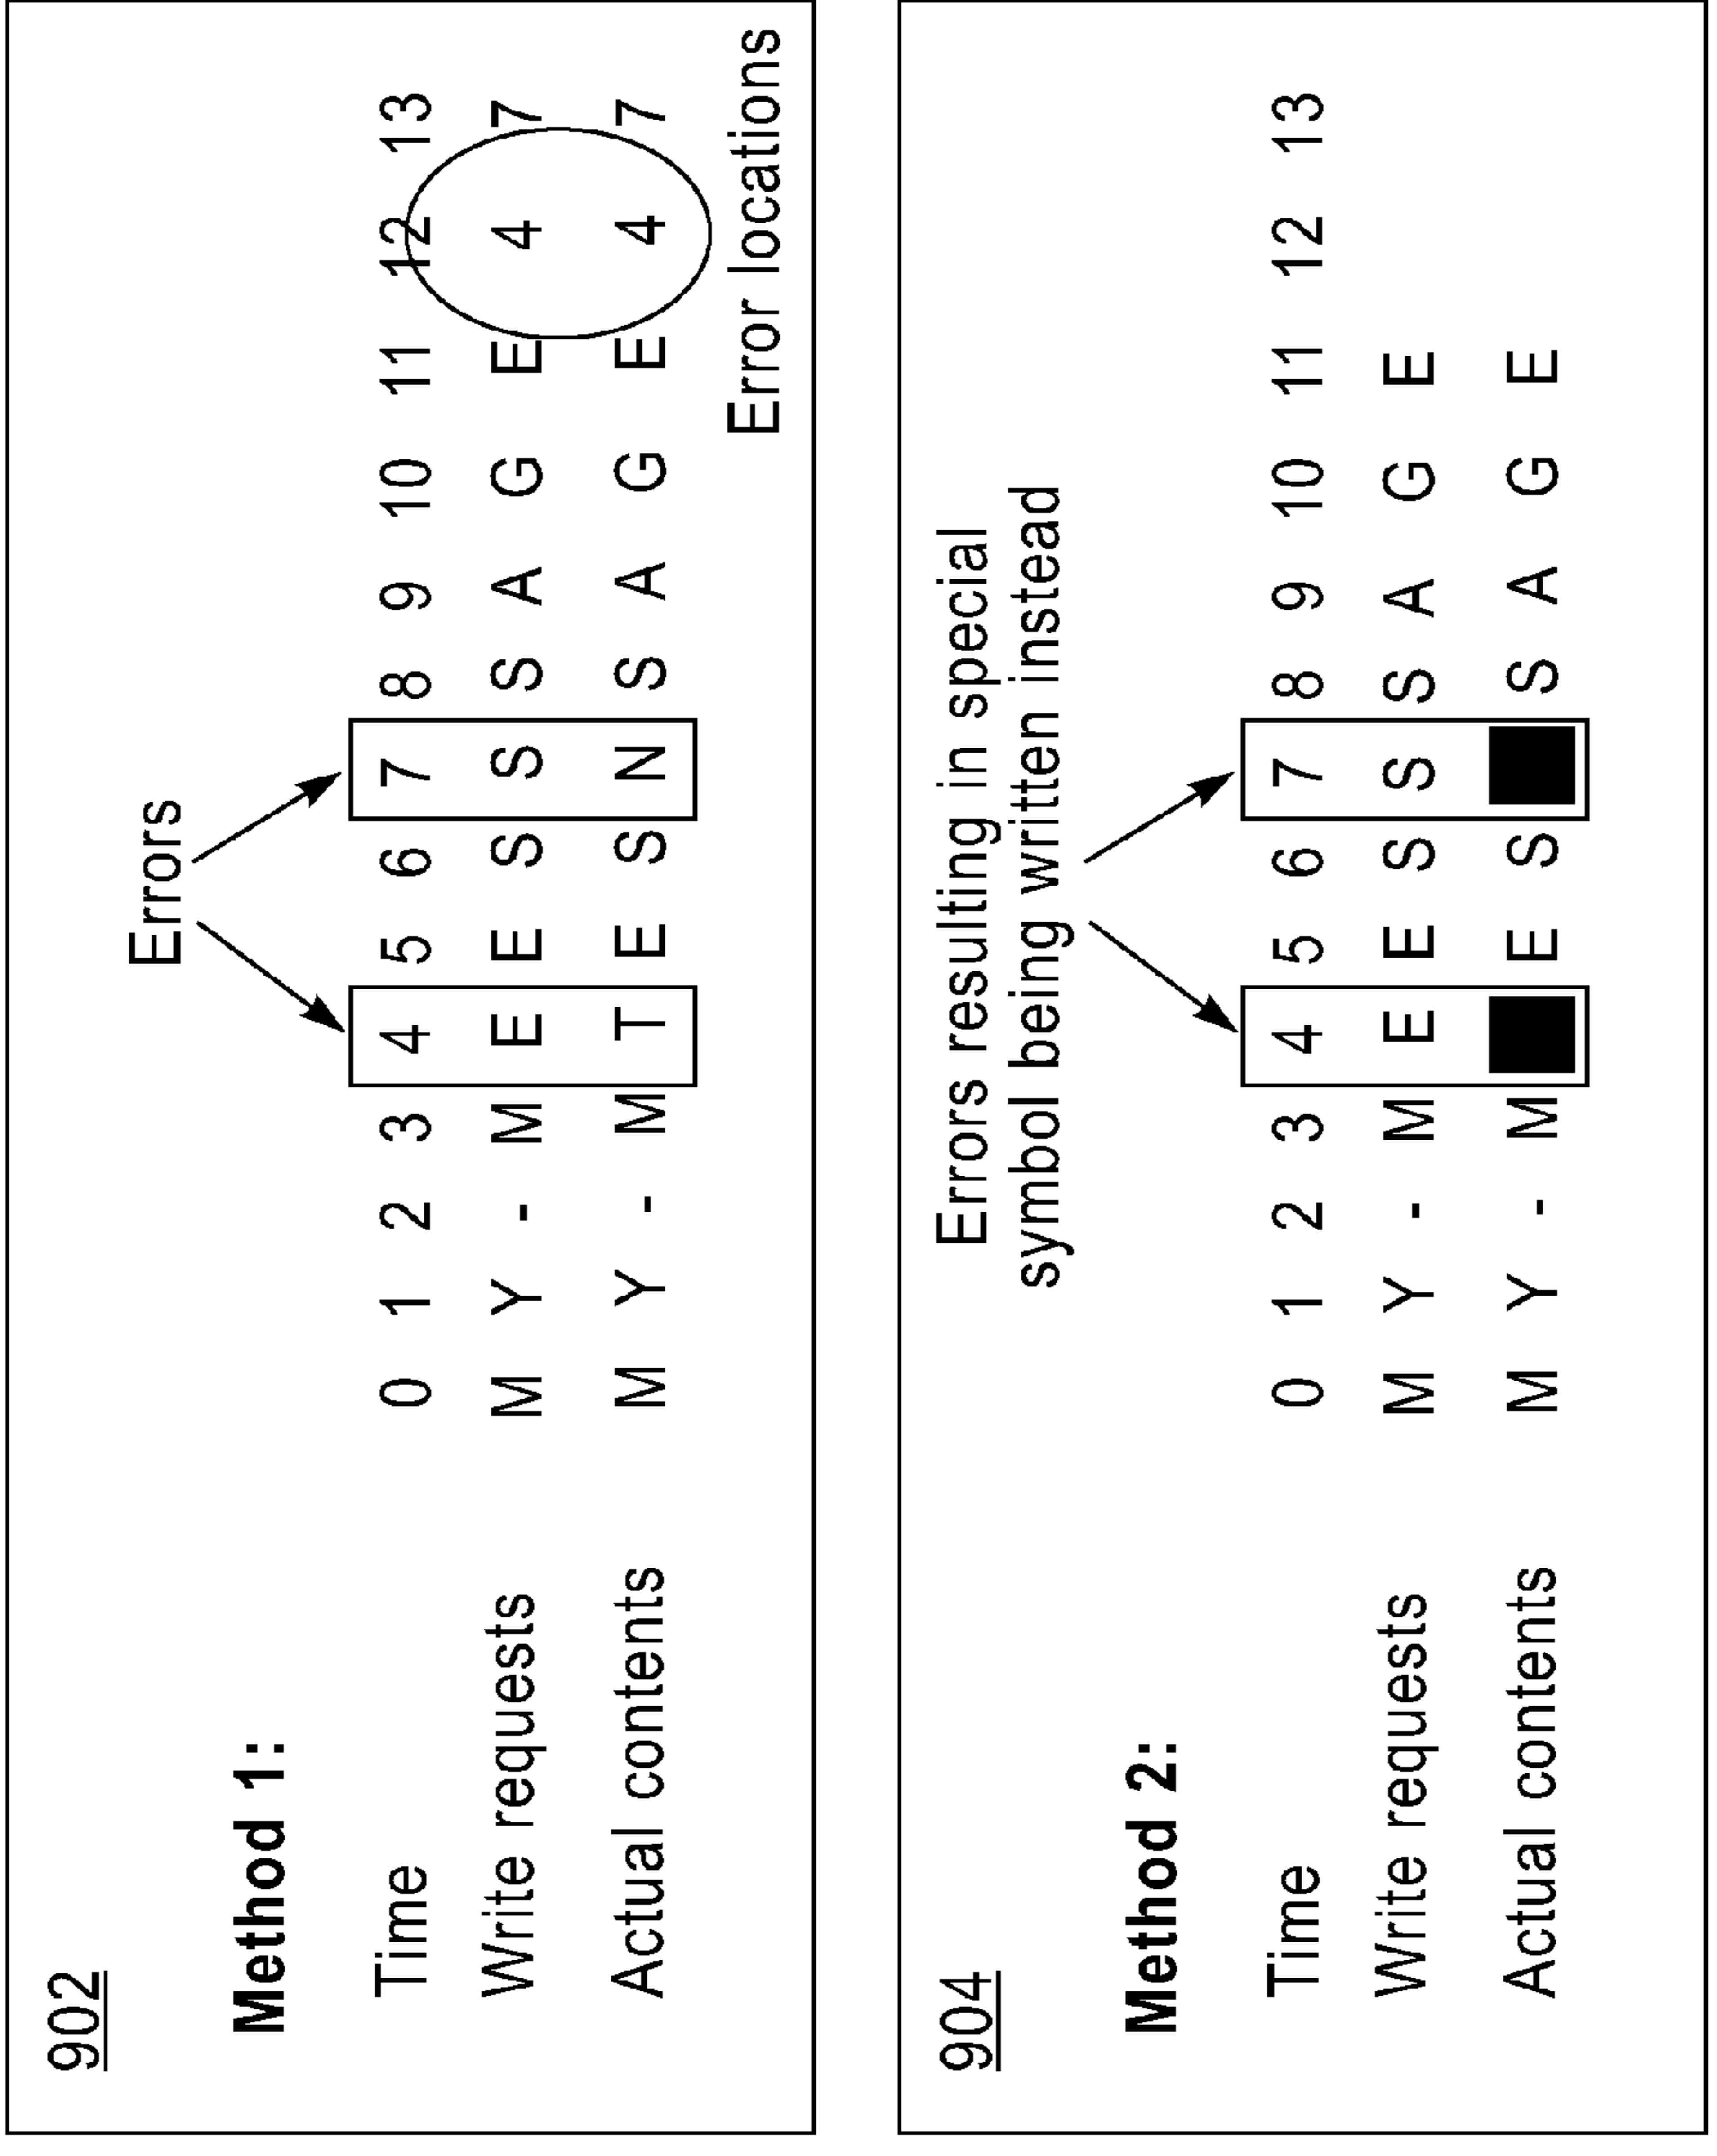 902
Errors
Method 1:
Time 0 1 2 3 4 5 6 7 8 9 10 11 12 13
Write requests M Y - M E E S S S A G E 4 7
Actual contents M Y - M T E S N S A G E 4 7
Error locations
904
Errors resulting in special
symbol being written instead
Method 2:
Time 0 1 2 3 4 5 6 7 8 9 10 11 12 13
Write requests M Y - M E E S S S A G E
Actual contents M Y - M E S S A G E